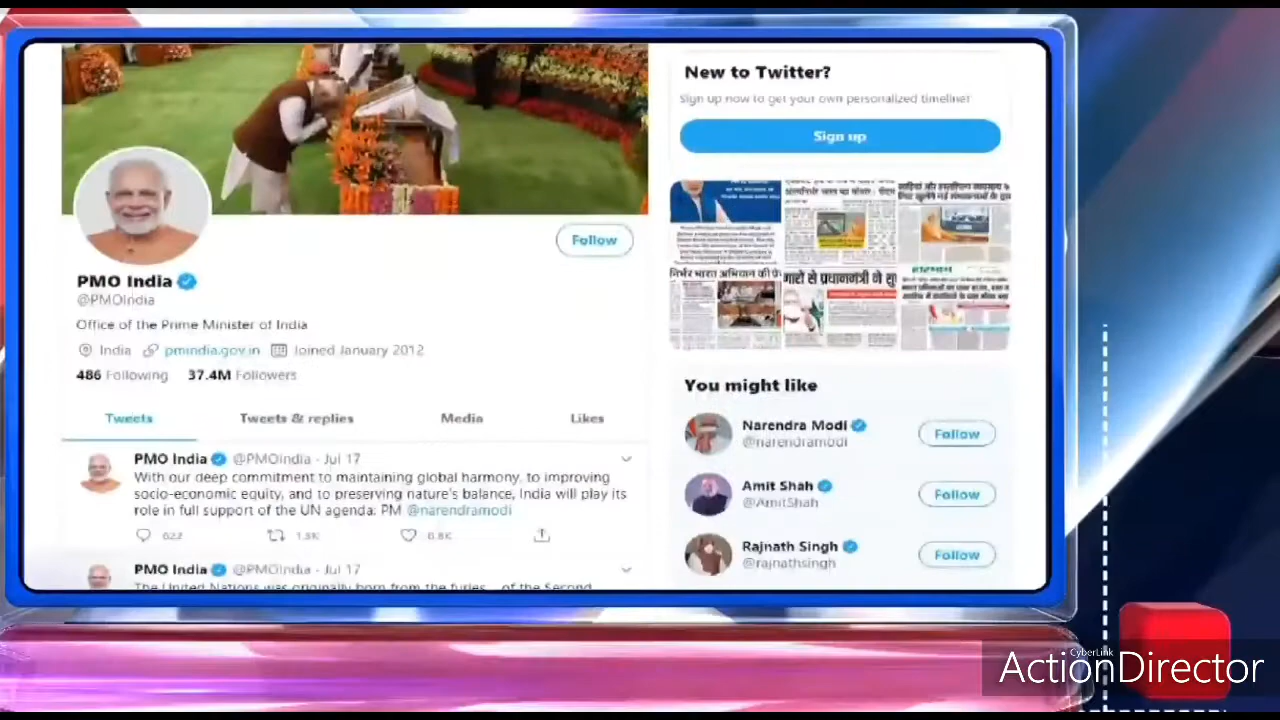 New to Twitter?
Sign up now to get your own personalized timeline!
Sign up
Follow
PMO India
@PMOIndia
Office of the Prime Minister of India
India pmindia.gov.in Joined January 2012
486 Following 37.4M Followers
Tweets Tweets & replies Media Likes
PMO India @PMOIndia · Jul 17
With our deep commitment to maintaining global harmony, to improving
socio-economic equity, and to preserving nature's balance, India will play its
role in full support of the UN agenda: PM @narendramodi
622 6.8K
PMO India @PMOIndia · Jul 17
The United Nations was originally born from the furies of the Second
निर्भर भारत अभियान की
से प्रधानमंत्री ने
You might like
Narendra Modi
@narendramodi
Follow
Amit Shah
@AmitShah
Follow
Rajnath Singh
@rajnathsingh
Follow
CyberLink
ActionDirector